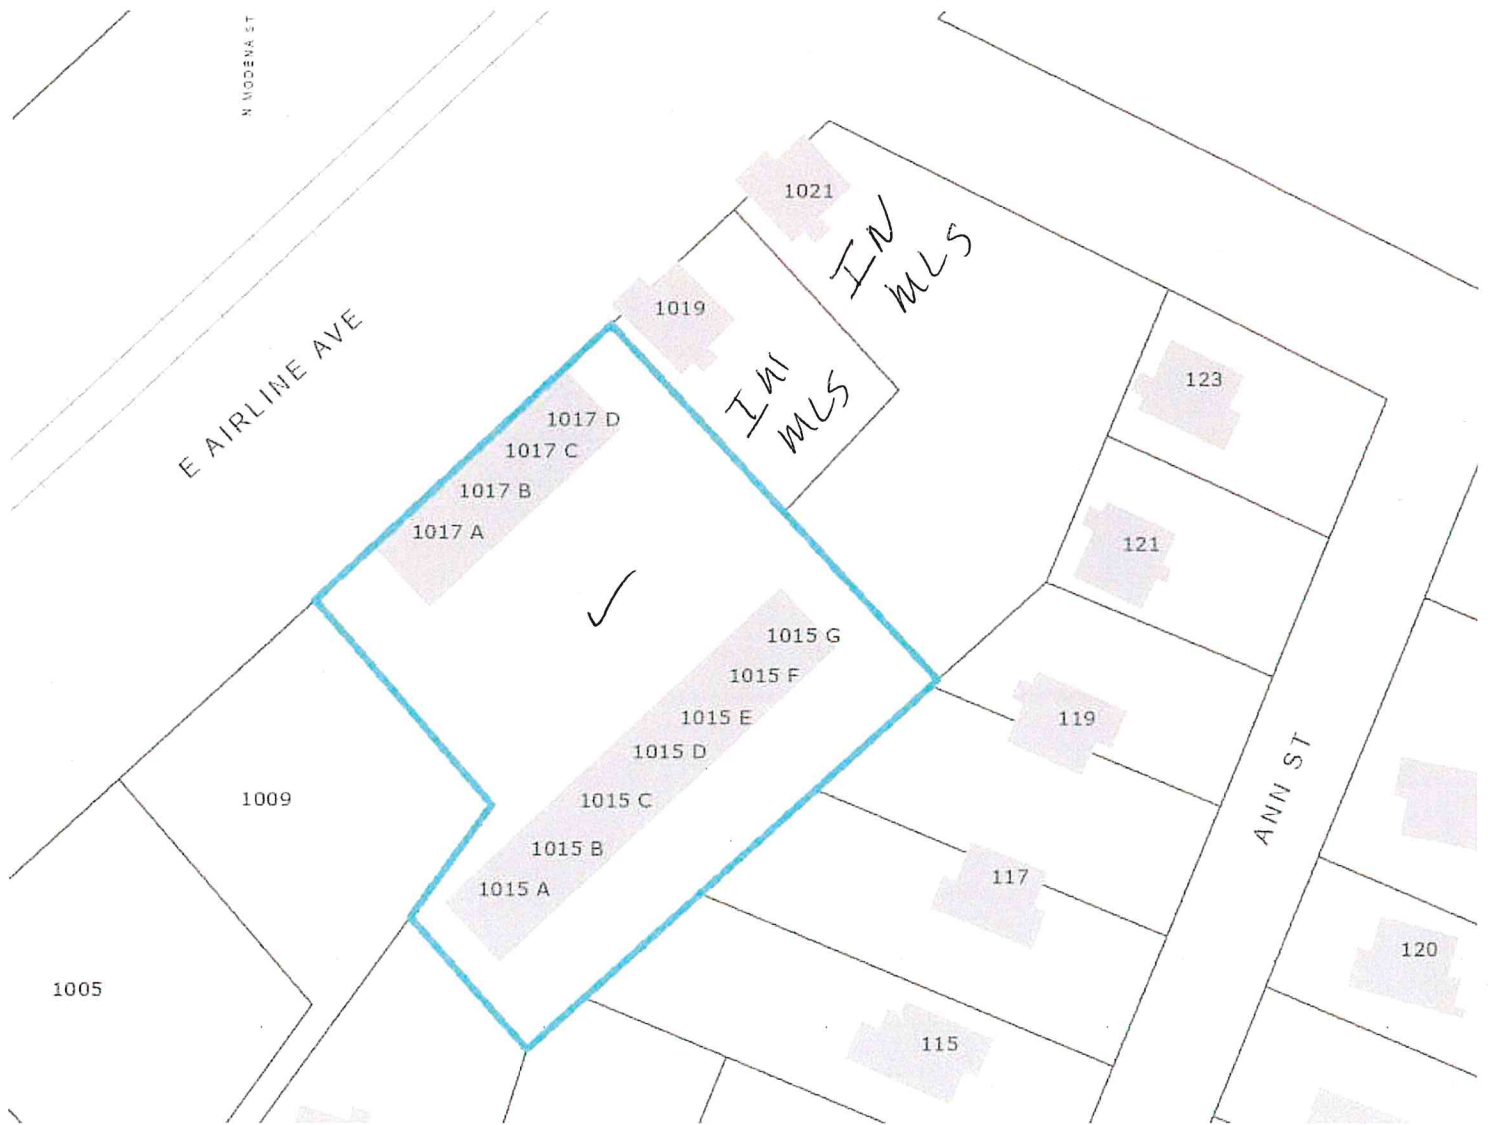 N MODENA ST
1021
IN
MLS
1019
E AIRLINE AVE
IN
MLS
123
1017 D
1017 C
1017 B
1017 A
121
1015 G
1015 F
1015 E
1015 D
1015 C
1015 B
1015 A
119
ANN ST
1009
117
120
1005
115